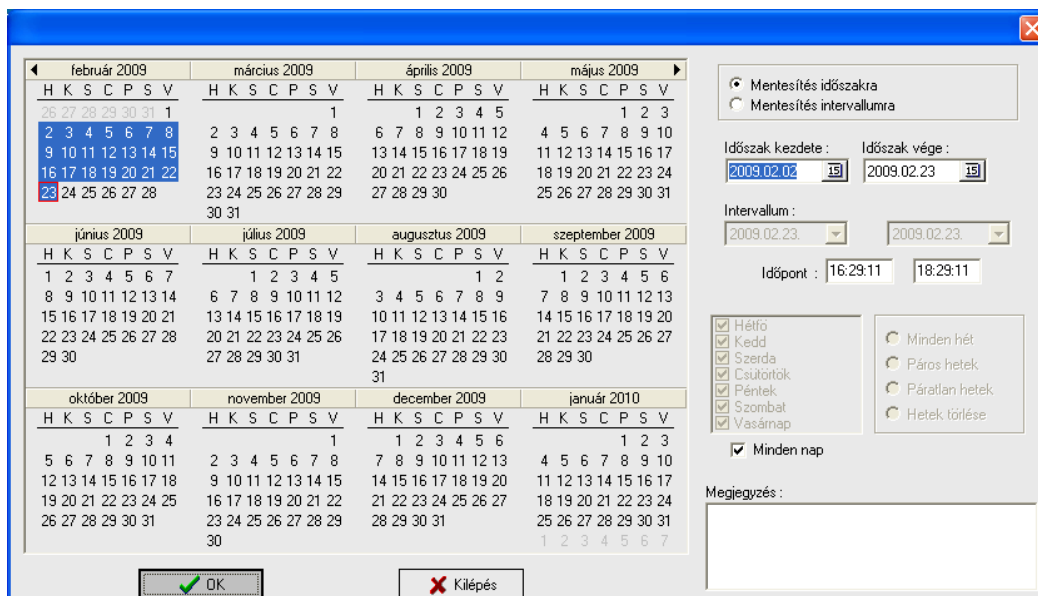 február 2009
H K S C P S V
26 27 28 29 30 31 1
2 3 4 5 6 7 8
9 10 11 12 13 14 15
16 17 18 19 20 21 22
23 24 25 26 27 28
március 2009
H K S C P S V
1
2 3 4 5 6 7 8
9 10 11 12 13 14 15
16 17 18 19 20 21 22
23 24 25 26 27 28 29
30 31
április 2009
H K S C P S V
1 2 3 4 5
6 7 8 9 10 11 12
13 14 15 16 17 18 19
20 21 22 23 24 25 26
27 28 29 30
május 2009
H K S C P S V
1 2 3
4 5 6 7 8 9 10
11 12 13 14 15 16 17
18 19 20 21 22 23 24
25 26 27 28 29 30 31
június 2009
H K S C P S V
1 2 3 4 5 6 7
8 9 10 11 12 13 14
15 16 17 18 19 20 21
22 23 24 25 26 27 28
29 30
július 2009
H K S C P S V
1 2 3 4 5
6 7 8 9 10 11 12
13 14 15 16 17 18 19
20 21 22 23 24 25 26
27 28 29 30 31
augusztus 2009
H K S C P S V
1 2
3 4 5 6 7 8 9
10 11 12 13 14 15 16
17 18 19 20 21 22 23
24 25 26 27 28 29 30
31
szeptember 2009
H K S C P S V
1 2 3 4 5 6
7 8 9 10 11 12 13
14 15 16 17 18 19 20
21 22 23 24 25 26 27
28 29 30
október 2009
H K S C P S V
1 2 3 4
5 6 7 8 9 10 11
12 13 14 15 16 17 18
19 20 21 22 23 24 25
26 27 28 29 30 31
november 2009
H K S C P S V
1
2 3 4 5 6 7 8
9 10 11 12 13 14 15
16 17 18 19 20 21 22
23 24 25 26 27 28 29
30
december 2009
H K S C P S V
1 2 3 4 5 6
7 8 9 10 11 12 13
14 15 16 17 18 19 20
21 22 23 24 25 26 27
28 29 30 31
január 2010
H K S C P S V
1 2 3
4 5 6 7 8 9 10
11 12 13 14 15 16 17
18 19 20 21 22 23 24
25 26 27 28 29 30 31
1 2 3 4 5 6 7
OK
Kilépés
Mentesítés időszakra
Mentesítés intervallumra
Időszak kezdete : Időszak vége :
2009.02.02 15 2009.02.23 15
Intervallum :
2009.02.23. 2009.02.23.
Időpont : 16:29:11 18:29:11
Hétfő
Kedd
Szerda
Csütörtök
Péntek
Szombat
Vasárnap
Minden hét
Páros hetek
Páratlan hetek
Hetek törlése
Minden nap
Megjegyzés :